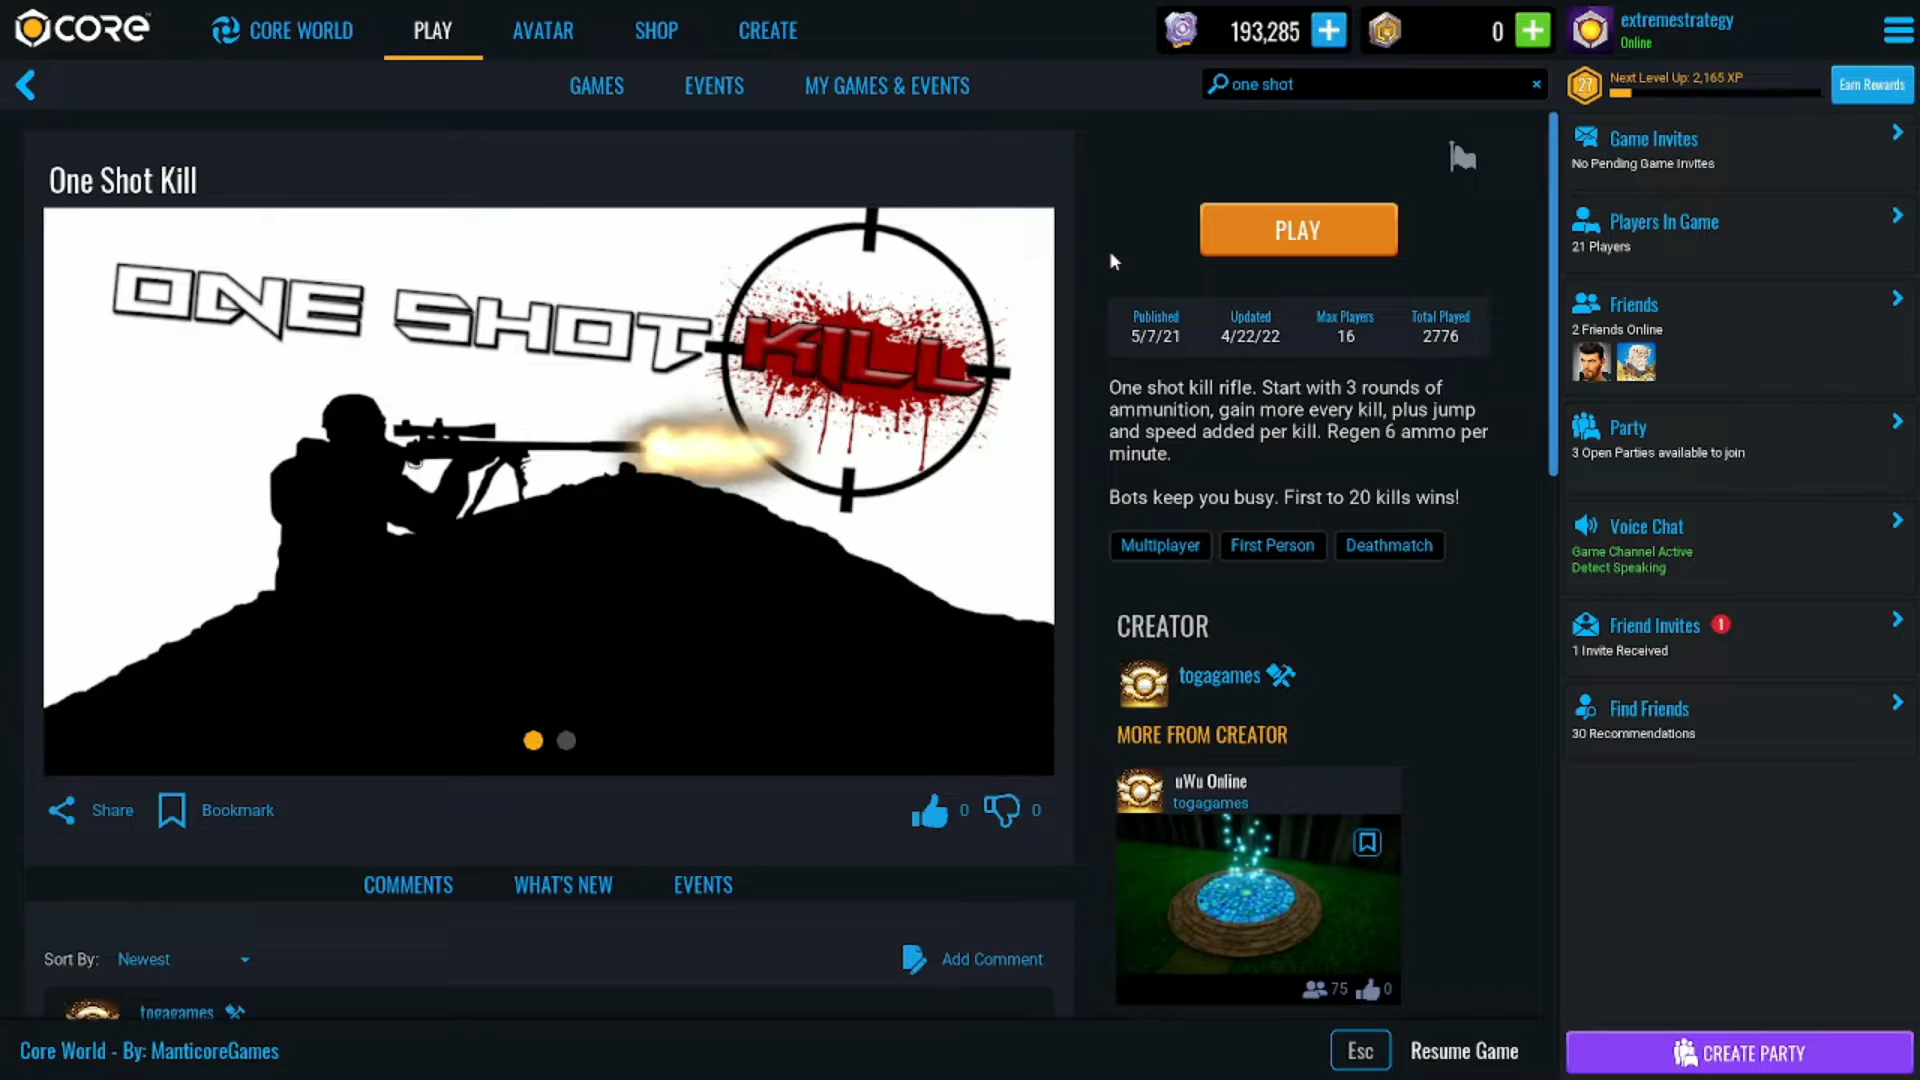 CORE
CORE WORLD
PLAY
AVATAR
SHOP
CREATE
193,285
0
extremestrategy
Online
GAMES
EVENTS
MY GAMES & EVENTS
one shot
×
27
Next Level Up: 2,165 XP
Earn Rewards
One Shot Kill
ONE SHOT KILL
Share
Bookmark
0
0
COMMENTS
WHAT'S NEW
EVENTS
Sort By:
Newest
Add Comment
togagames
PLAY
Published
5/7/21
Updated
4/22/22
Max Players
16
Total Played
2776
One shot kill rifle. Start with 3 rounds of
ammunition, gain more every kill, plus jump
and speed added per kill. Regen 6 ammo per
minute.
Bots keep you busy. First to 20 kills wins!
Multiplayer
First Person
Deathmatch
CREATOR
togagames
MORE FROM CREATOR
uWu Online
togagames
75
0
Game Invites
No Pending Game Invites
Players In Game
21 Players
Friends
2 Friends Online
Party
3 Open Parties available to join
Voice Chat
Game Channel Active
Detect Speaking
Friend Invites
1
1 Invite Received
Find Friends
30 Recommendations
Core World - By: ManticoreGames
Esc
Resume Game
CREATE PARTY